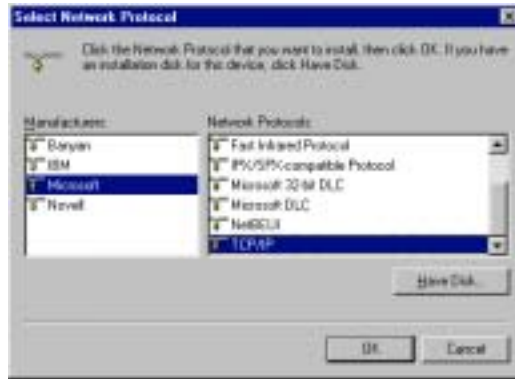 Select Network Protocol
Click the Network Protocol that you want to install, then click OK. If you have
an installation disk for this device, click Have Disk.
Manufacturers:
Network Protocols:
Banyan
IBM
Microsoft
Novell
Fast Infrared Protocol
IPX/SPX-compatible Protocol
Microsoft 32-bit DLC
Microsoft DLC
NetBEUI
TCP/IP
Have Disk...
OK
Cancel